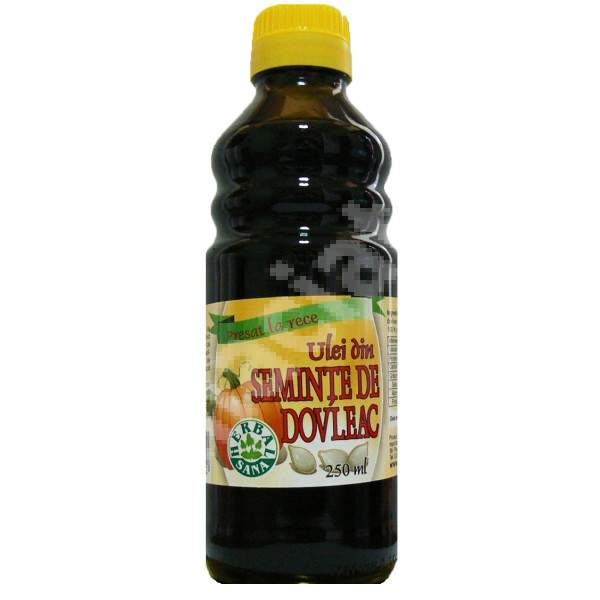 Presat la rece
Ulei din
SEMINȚE DE
DOVLEAC
HERBAL
SANA
250 ml